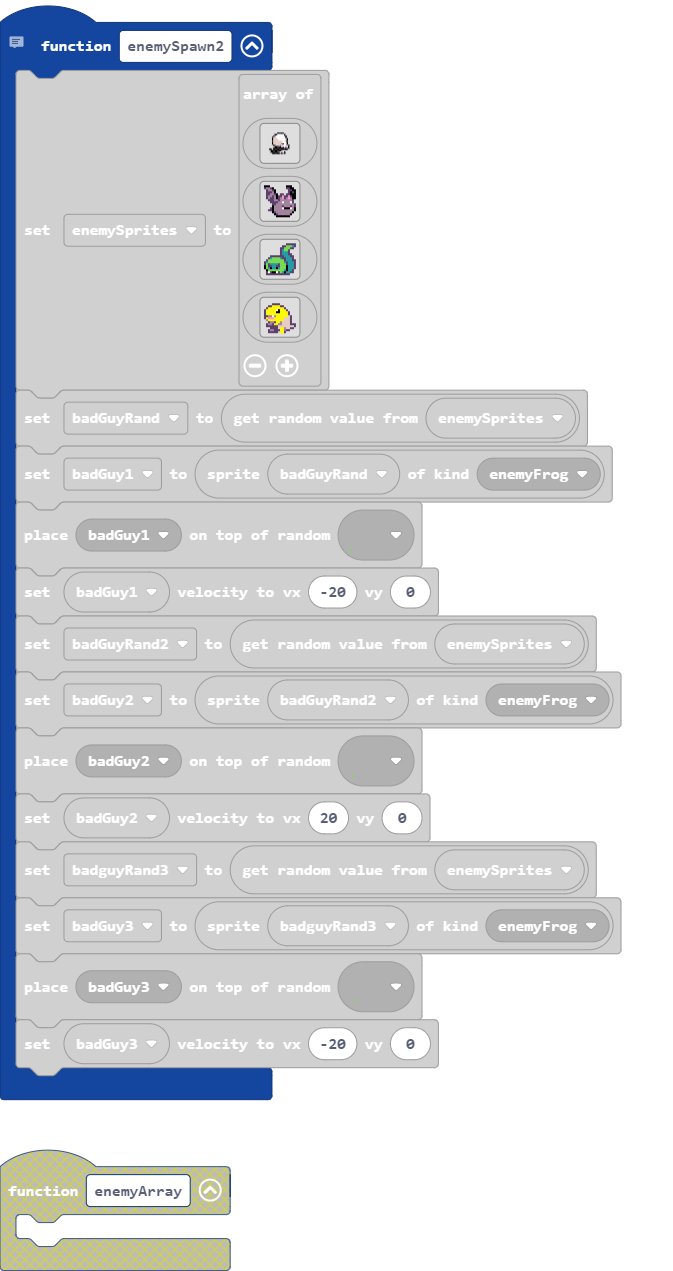 function enemySpawn2
array of
set enemySprites to
set badGuyRand to get random value from enemySprites
set badGuy1 to sprite badGuyRand of kind enemyFrog
place badGuy1 on top of random
set badGuy1 velocity to vx -20 vy 0
set badGuyRand2 to get random value from enemySprites
set badGuy2 to sprite badGuyRand2 of kind enemyFrog
place badGuy2 on top of random
set badGuy2 velocity to vx 20 vy 0
set badguyRand3 to get random value from enemySprites
set badGuy3 to sprite badguyRand3 of kind enemyFrog
place badGuy3 on top of random
set badGuy3 velocity to vx -20 vy 0
function enemyArray